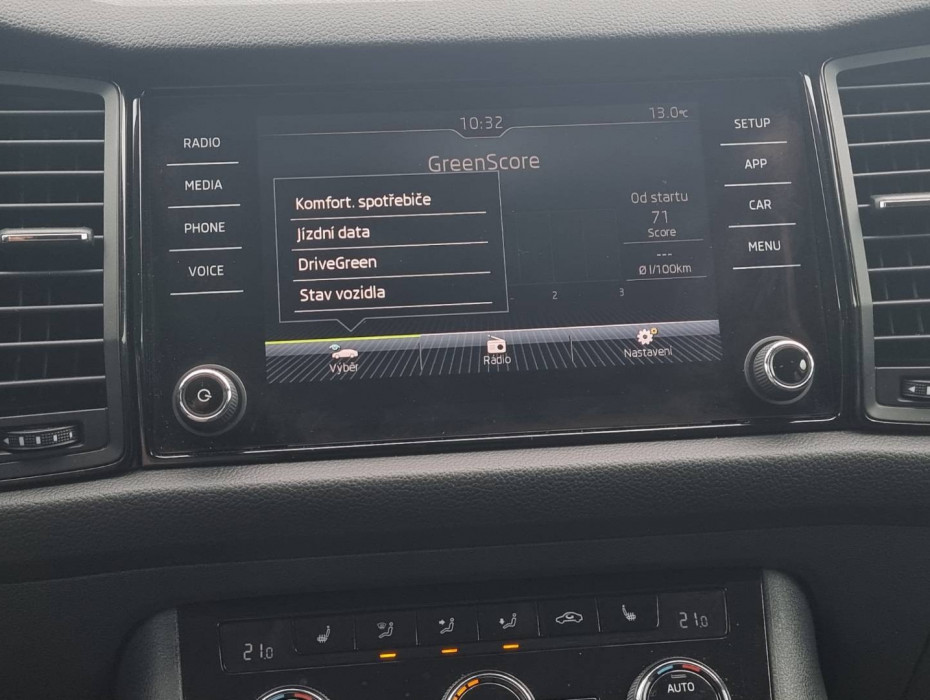 10:32
13.0°C
GreenScore
RADIO
MEDIA
PHONE
VOICE
Komfort. spotřebiče
Jízdní data
DriveGreen
Stav vozidla
Od startu
71
Score
---
Ø l/100km
2
3
Výběr
Rádio
Nastavení
SETUP
APP
CAR
MENU
21.0
21.0
AUTO